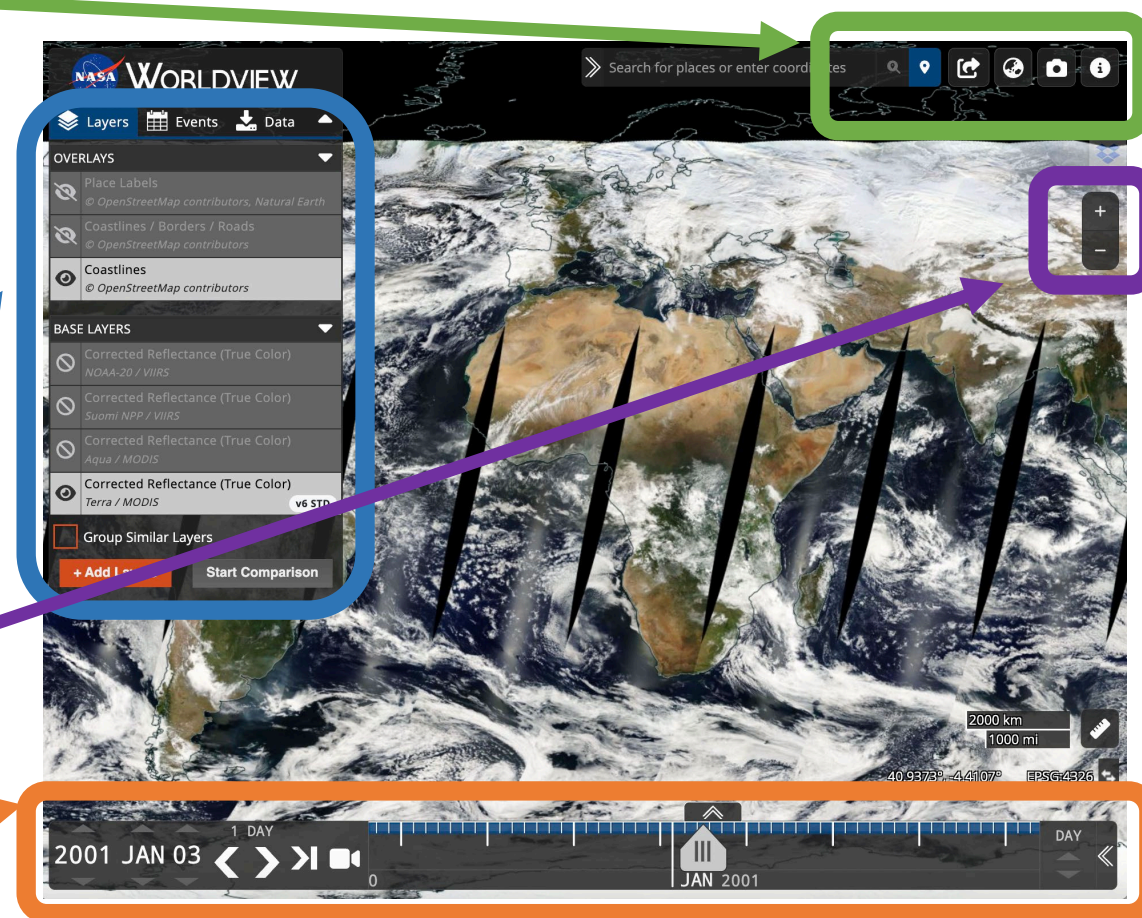 NASA WORLDVIEW
Search for places or enter coordinates
Layers Events Data
OVERLAYS
Place Labels
© OpenStreetMap contributors, Natural Earth
Coastlines / Borders / Roads
© OpenStreetMap contributors
Coastlines
© OpenStreetMap contributors
BASE LAYERS
Corrected Reflectance (True Color)
NOAA-20 / VIIRS
Corrected Reflectance (True Color)
Suomi NPP / VIIRS
Corrected Reflectance (True Color)
Aqua / MODIS
Corrected Reflectance (True Color)
Terra / MODIS v6 STD
Group Similar Layers
+ Add Start Comparison
2000 km
1000 mi
40.9373°, -4.4107° EPSG:4326
1 DAY
2001 JAN 03
0
JAN 2001
DAY